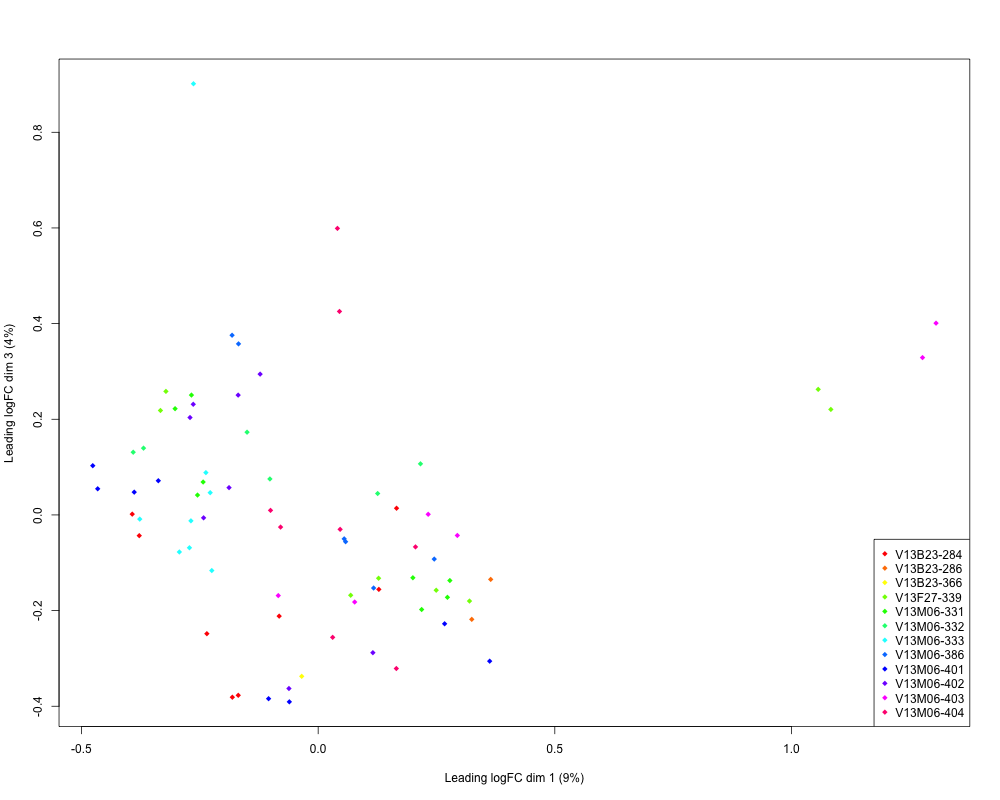 Leading logFC dim 3 (4%)
0.8
0.6
0.4
0.2
0.0
-0.2
-0.4
-0.5
0.0
0.5
1.0
Leading logFC dim 1 (9%)
V13B23-284
V13B23-286
V13B23-366
V13F27-339
V13M06-331
V13M06-332
V13M06-333
V13M06-386
V13M06-401
V13M06-402
V13M06-403
V13M06-404